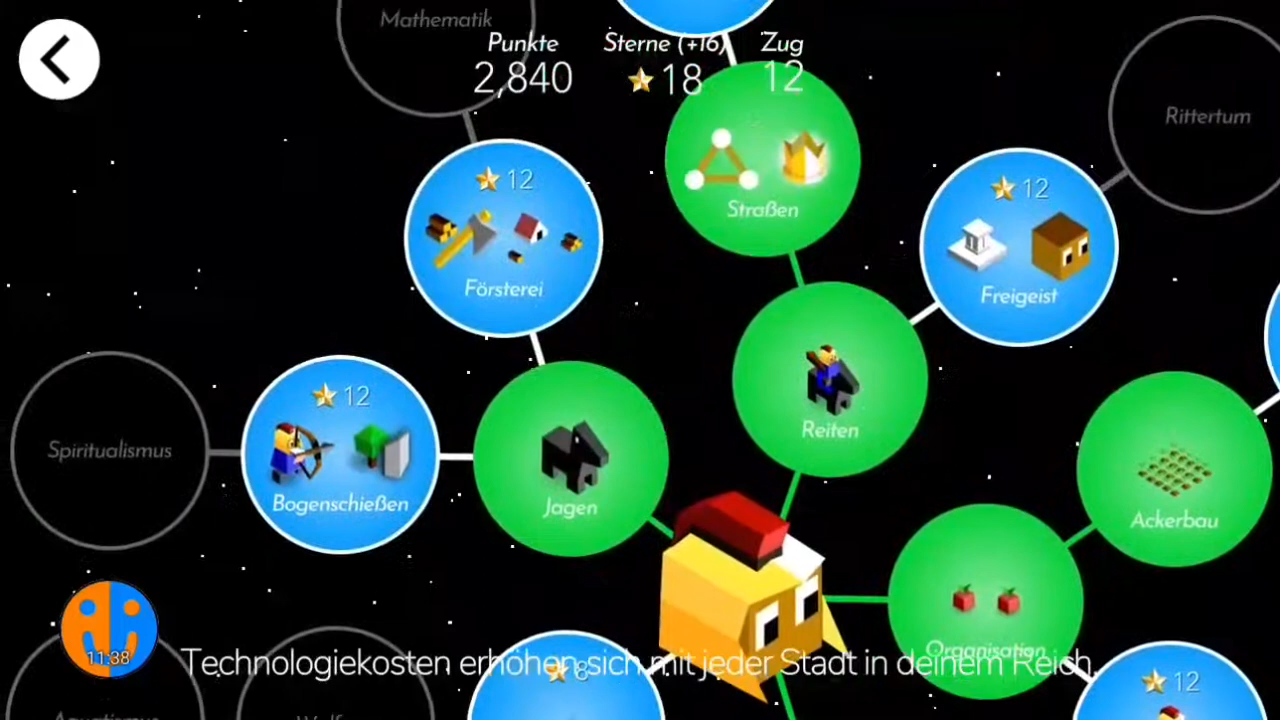 Mathematik
Punkte
Sterne (+16)
Zug
2,840
18
12
Rittertum
12
Försterei
Straßen
12
Freigeist
Spiritualismus
12
Bogenschießen
Jagen
Reiten
Ackerbau
Organisation
11:38
Technologiekosten erhöhen sich mit jeder Stadt in deinem Reich.
8
12